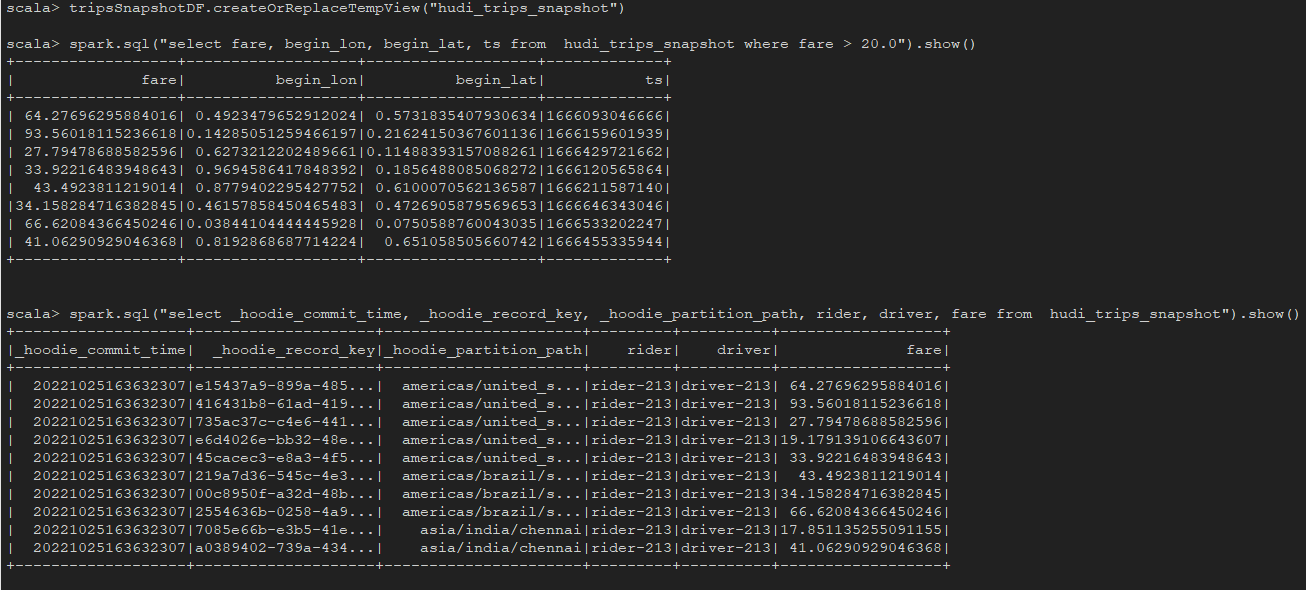 scala> tripsSnapshotDF.createOrReplaceTempView("hudi_trips_snapshot")
scala> spark.sql("select fare, begin_lon, begin_lat, ts from  hudi_trips_snapshot where fare > 20.0").show()
+------------------+-------------------+-------------------+-------------+
|              fare|          begin_lon|          begin_lat|           ts|
+------------------+-------------------+-------------------+-------------+
| 64.27696295884016| 0.4923479652912024| 0.5731835407930634|1666093046666|
| 93.56018115236618|0.14285051259466197|0.21624150367601136|1666159601939|
| 27.79478688582596| 0.6273212202489661|0.11488393157088261|1666429721662|
| 33.92216483948643| 0.9694586417848392| 0.1856488085068272|1666120565864|
|  43.4923811219014| 0.8779402295427752| 0.6100070562136587|1666211587140|
|34.158284716382845|0.46157858450465483| 0.4726905879569653|1666646343046|
| 66.62084366450246|0.03844104444445928| 0.0750588760043035|1666533202247|
| 41.06290929046368| 0.8192868687714224|  0.651058505660742|1666455335944|
+------------------+-------------------+-------------------+-------------+
scala> spark.sql("select _hoodie_commit_time, _hoodie_record_key, _hoodie_partition_path, rider, driver, fare from  hudi_trips_snapshot").show()
+-------------------+--------------------+----------------------+---------+----------+------------------+
|_hoodie_commit_time|  _hoodie_record_key|_hoodie_partition_path|    rider|    driver|              fare|
+-------------------+--------------------+----------------------+---------+----------+------------------+
|  20221025163632307|e15437a9-899a-485...|  americas/united_s...|rider-213|driver-213| 64.27696295884016|
|  20221025163632307|416431b8-61ad-419...|  americas/united_s...|rider-213|driver-213| 93.56018115236618|
|  20221025163632307|735ac37c-c4e6-441...|  americas/united_s...|rider-213|driver-213| 27.79478688582596|
|  20221025163632307|e6d4026e-bb32-48e...|  americas/united_s...|rider-213|driver-213|19.179139106643607|
|  20221025163632307|45cacec3-e8a3-4f5...|  americas/united_s...|rider-213|driver-213| 33.92216483948643|
|  20221025163632307|219a7d36-545c-4e3...|  americas/brazil/s...|rider-213|driver-213|  43.4923811219014|
|  20221025163632307|00c8950f-a32d-48b...|  americas/brazil/s...|rider-213|driver-213|34.158284716382845|
|  20221025163632307|2554636b-0258-4a9...|  americas/brazil/s...|rider-213|driver-213| 66.62084366450246|
|  20221025163632307|7085e66b-e3b5-41e...|    asia/india/chennai|rider-213|driver-213|17.851135255091155|
|  20221025163632307|a0389402-739a-434...|    asia/india/chennai|rider-213|driver-213| 41.06290929046368|
+-------------------+--------------------+----------------------+---------+----------+------------------+